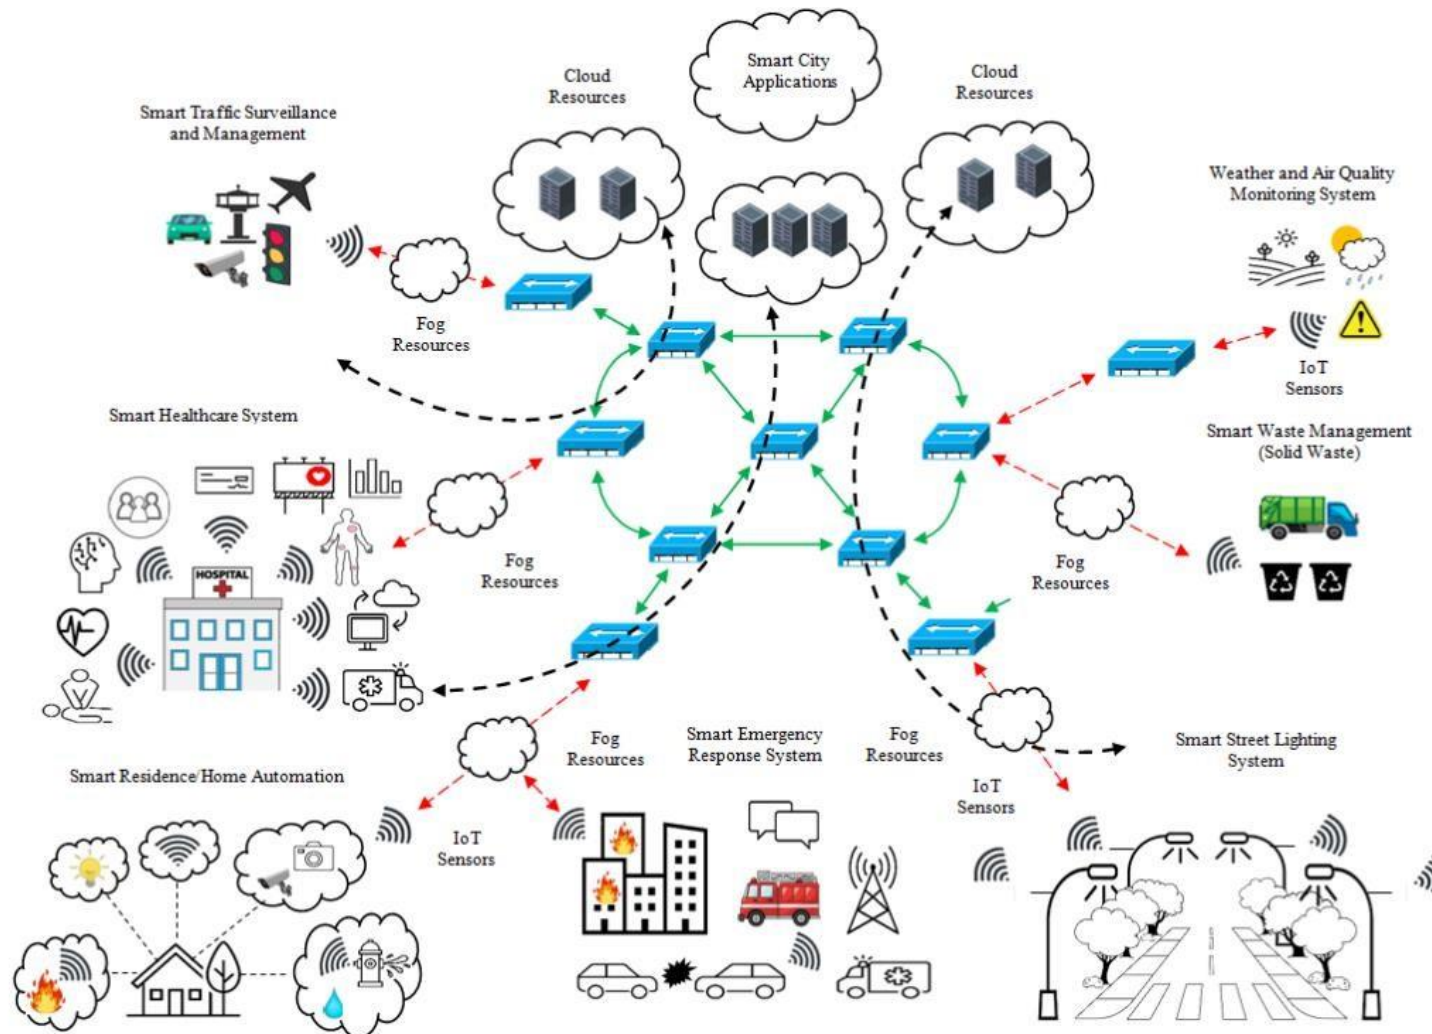 Smart City
Applications
Cloud
Resources
Cloud
Resources
Smart Traffic Surveillance
and Management
Weather and Air Quality
Monitoring System
Fog
Resources
IoT
Sensors
Smart Healthcare System
Smart Waste Management
(Solid Waste)
HOSPITAL
Fog
Resources
Fog
Resources
Smart Residence/Home Automation
Fog
Resources
Smart Emergency
Response System
Fog
Resources
Smart Street Lighting
System
IoT
Sensors
IoT
Sensors